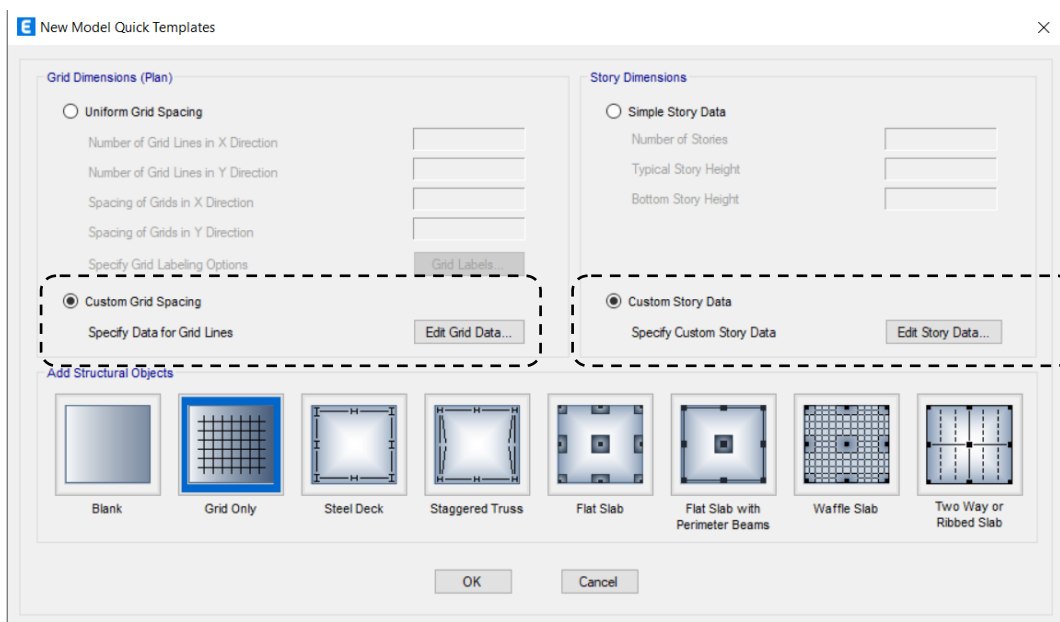 E New Model Quick Templates
Grid Dimensions (Plan)
Uniform Grid Spacing
Number of Grid Lines in X Direction
Number of Grid Lines in Y Direction
Spacing of Grids in X Direction
Spacing of Grids in Y Direction
Specify Grid Labeling Options Grid Labels...
Custom Grid Spacing
Specify Data for Grid Lines Edit Grid Data...
Story Dimensions
Simple Story Data
Number of Stories
Typical Story Height
Bottom Story Height
Custom Story Data
Specify Custom Story Data Edit Story Data...
Add Structural Objects
Blank
Grid Only
Steel Deck
Staggered Truss
Flat Slab
Flat Slab with
Perimeter Beams
Waffle Slab
Two Way or
Ribbed Slab
OK Cancel